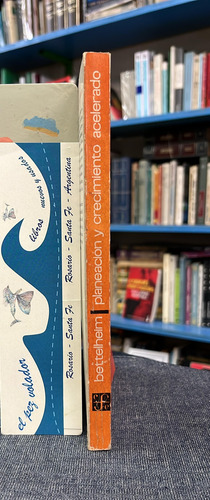 el pez volador
libros nuevos y usados
Rosario - Santa Fe
Rosario - Santa Fe - Argentina
bettelheim | planeación y crecimiento acelerado